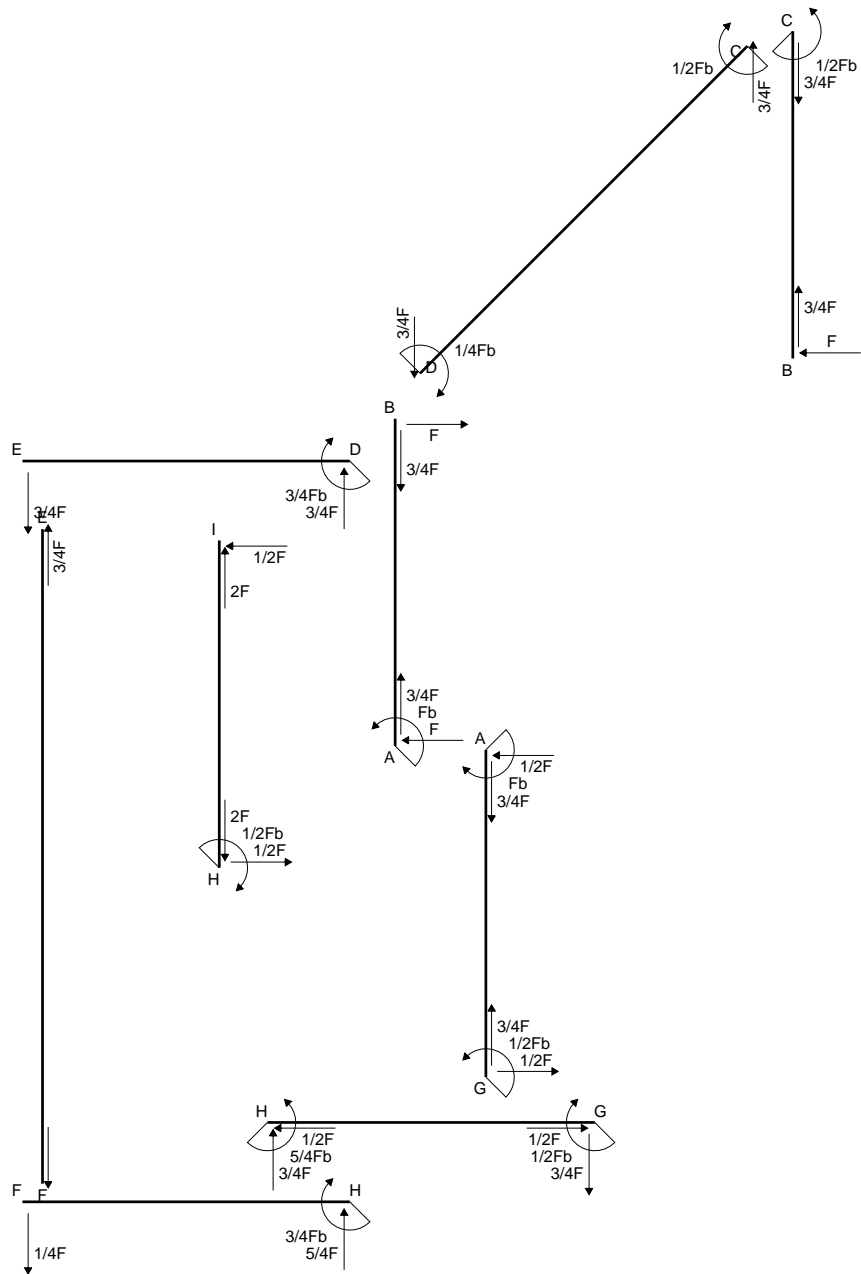 C
C
1/2Fb
3/4F
1/2Fb
3/4F
3/4F
F
B
3/4F
1/4Fb
D
B
F
3/4F
E
D
3/4Fb
3/4F
3/4F
E
3/4F
I
1/2F
2F
3/4F
Fb
F
A
A
1/2F
Fb
3/4F
2F
1/2Fb
1/2F
H
3/4F
1/2Fb
1/2F
G
H
G
1/2F
5/4Fb
3/4F
1/2F
1/2Fb
3/4F
F
F
H
3/4Fb
5/4F
1/4F